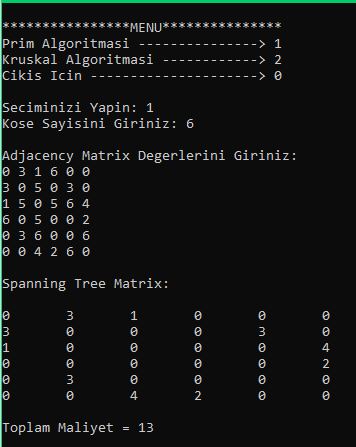 ****************MENU***************
Prim Algoritmasi ---------------> 1
Kruskal Algoritmasi ------------> 2
Cikis Icin ---------------------> 0
Seciminizi Yapin: 1
Kose Sayisini Giriniz: 6
Adjacency Matrix Degerlerini Giriniz:
0 3 1 6 0 0
3 0 5 0 3 0
1 5 0 5 6 4
6 0 5 0 0 2
0 3 6 0 0 6
0 0 4 2 6 0
Spanning Tree Matrix:
0 3 1 0 0 0
3 0 0 0 3 0
1 0 0 0 0 4
0 0 0 0 0 2
0 3 0 0 0 0
0 0 4 2 0 0
Toplam Maliyet = 13